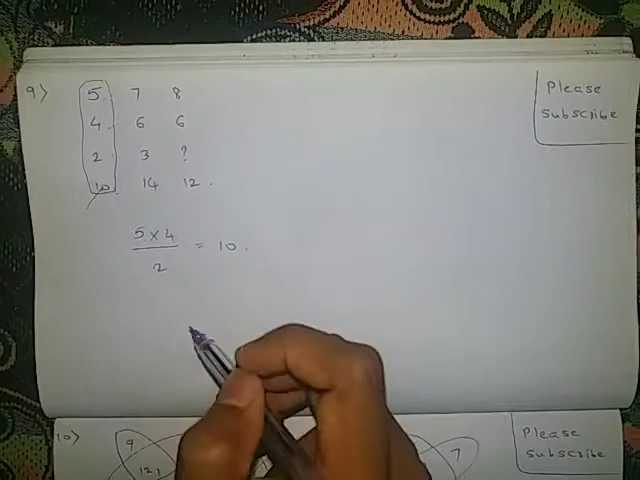 9> 5 7 8
4 6 6
2 3 ?
10 14 12 .
5 x 4
—
2
= 10 .
Please
subscribe
10> 9
121
7
Please
subscribe